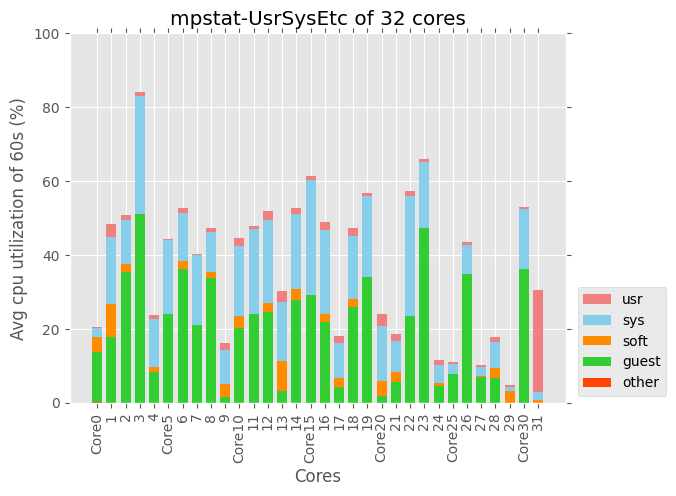 mpstat-UsrSysEtc of 32 cores
Avg cpu utilization of 60s (%)
100
80
60
40
20
0
Core0
1
2
3
4
Core5
6
7
8
9
Core10
11
12
13
14
Core15
16
17
18
19
Core20
21
22
23
24
Core25
26
27
28
29
Core30
31
Cores
usr
sys
soft
guest
other